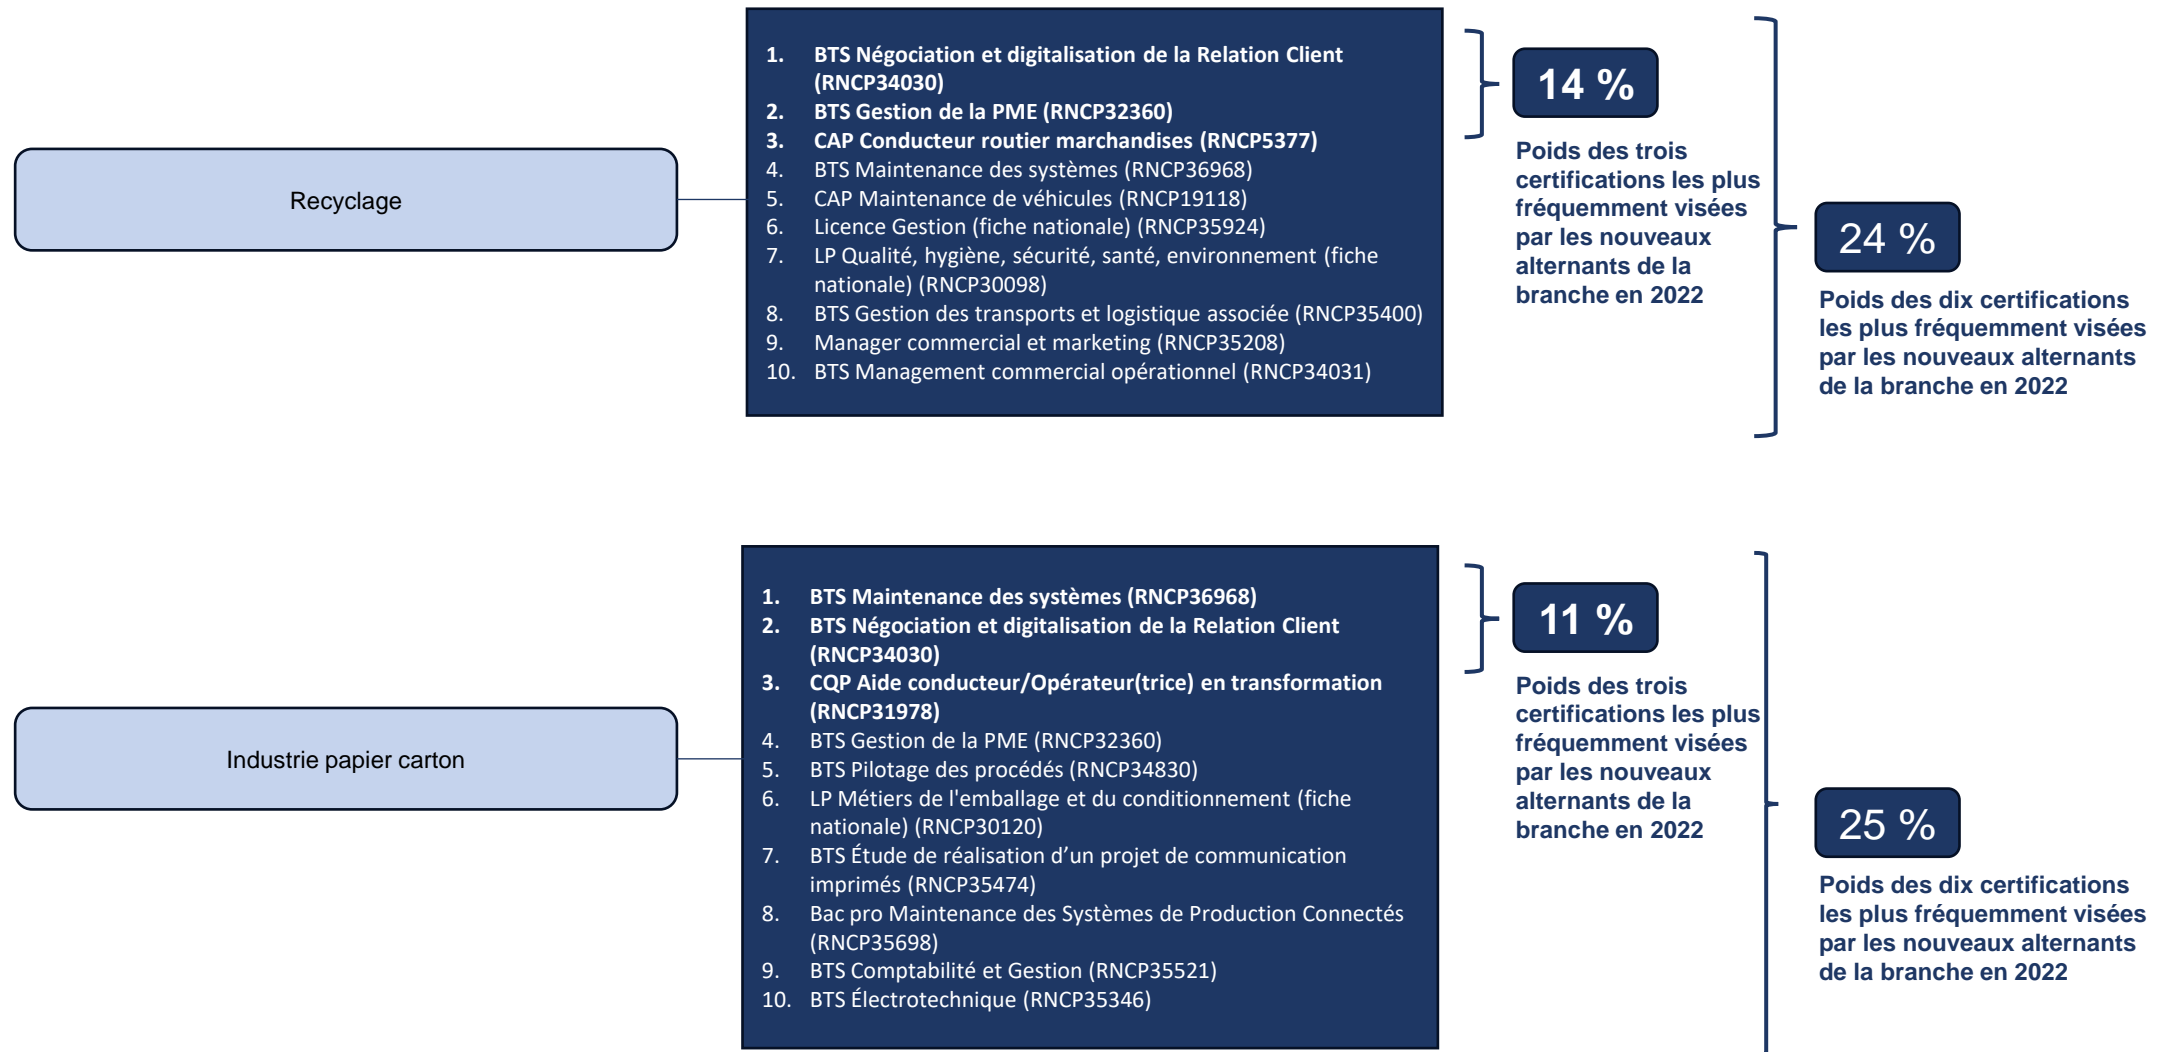 Recyclage
1. BTS Négociation et digitalisation de la Relation Client
(RNCP34030)
2. BTS Gestion de la PME (RNCP32360)
3. CAP Conducteur routier marchandises (RNCP5377)
4. BTS Maintenance des systèmes (RNCP36968)
5. CAP Maintenance de véhicules (RNCP19118)
6. Licence Gestion (fiche nationale) (RNCP35924)
7. LP Qualité, hygiène, sécurité, santé, environnement (fiche
nationale) (RNCP30098)
8. BTS Gestion des transports et logistique associée (RNCP35400)
9. Manager commercial et marketing (RNCP35208)
10. BTS Management commercial opérationnel (RNCP34031)
14 %
Poids des trois
certifications les plus
fréquemment visées
par les nouveaux
alternants de la
branche en 2022
24 %
Poids des dix certifications
les plus fréquemment visées
par les nouveaux alternants
de la branche en 2022
Industrie papier carton
1. BTS Maintenance des systèmes (RNCP36968)
2. BTS Négociation et digitalisation de la Relation Client
(RNCP34030)
3. CQP Aide conducteur/Opérateur(trice) en transformation
(RNCP31978)
4. BTS Gestion de la PME (RNCP32360)
5. BTS Pilotage des procédés (RNCP34830)
6. LP Métiers de l'emballage et du conditionnement (fiche
nationale) (RNCP30120)
7. BTS Étude de réalisation d’un projet de communication
imprimés (RNCP35474)
8. Bac pro Maintenance des Systèmes de Production Connectés
(RNCP35698)
9. BTS Comptabilité et Gestion (RNCP35521)
10. BTS Électrotechnique (RNCP35346)
11 %
Poids des trois
certifications les plus
fréquemment visées
par les nouveaux
alternants de la
branche en 2022
25 %
Poids des dix certifications
les plus fréquemment visées
par les nouveaux alternants
de la branche en 2022